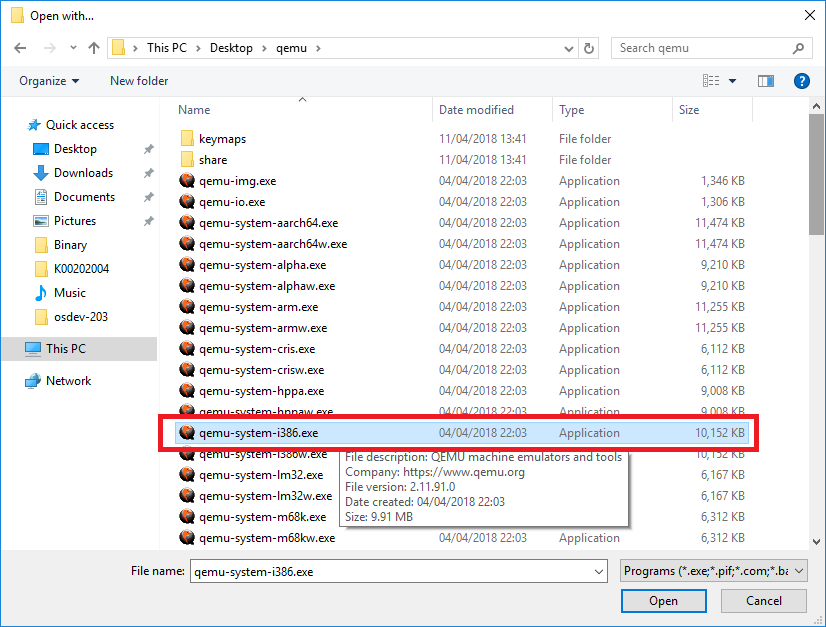 Open with...
This PC > Desktop > qemu >
Search qemu
Organize
New folder
Name Date modified Type Size
Quick access
Desktop
Downloads
Documents
Pictures
Binary
K00202004
Music
osdev-203
This PC
Network
keymaps 11/04/2018 13:41 File folder
share 11/04/2018 13:41 File folder
qemu-img.exe 04/04/2018 22:03 Application 1,346 KB
qemu-io.exe 04/04/2018 22:03 Application 1,306 KB
qemu-system-aarch64.exe 04/04/2018 22:03 Application 11,474 KB
qemu-system-aarch64w.exe 04/04/2018 22:03 Application 11,474 KB
qemu-system-alpha.exe 04/04/2018 22:03 Application 9,210 KB
qemu-system-alphaw.exe 04/04/2018 22:03 Application 9,210 KB
qemu-system-arm.exe 04/04/2018 22:03 Application 11,255 KB
qemu-system-armw.exe 04/04/2018 22:03 Application 11,255 KB
qemu-system-cris.exe 04/04/2018 22:03 Application 6,112 KB
qemu-system-crisw.exe 04/04/2018 22:03 Application 6,112 KB
qemu-system-hppa.exe 04/04/2018 22:03 Application 9,008 KB
qemu-system-hppaw.exe 04/04/2018 22:03 Application 9,008 KB
qemu-system-i386.exe 04/04/2018 22:03 Application 10,152 KB
qemu-system-i386w.exe 10,152 KB
qemu-system-lm32.exe 6,167 KB
qemu-system-lm32w.exe 6,167 KB
qemu-system-m68k.exe 6,312 KB
qemu-system-m68kw.exe 04/04/2018 22:03 Application 6,312 KB
File description: QEMU machine emulators and tools
Company: https://www.qemu.org
File version: 2.11.91.0
Date created: 04/04/2018 22:03
Size: 9.91 MB
File name: qemu-system-i386.exe
Programs (*.exe;*.pif;*.com;*.ba
Open
Cancel